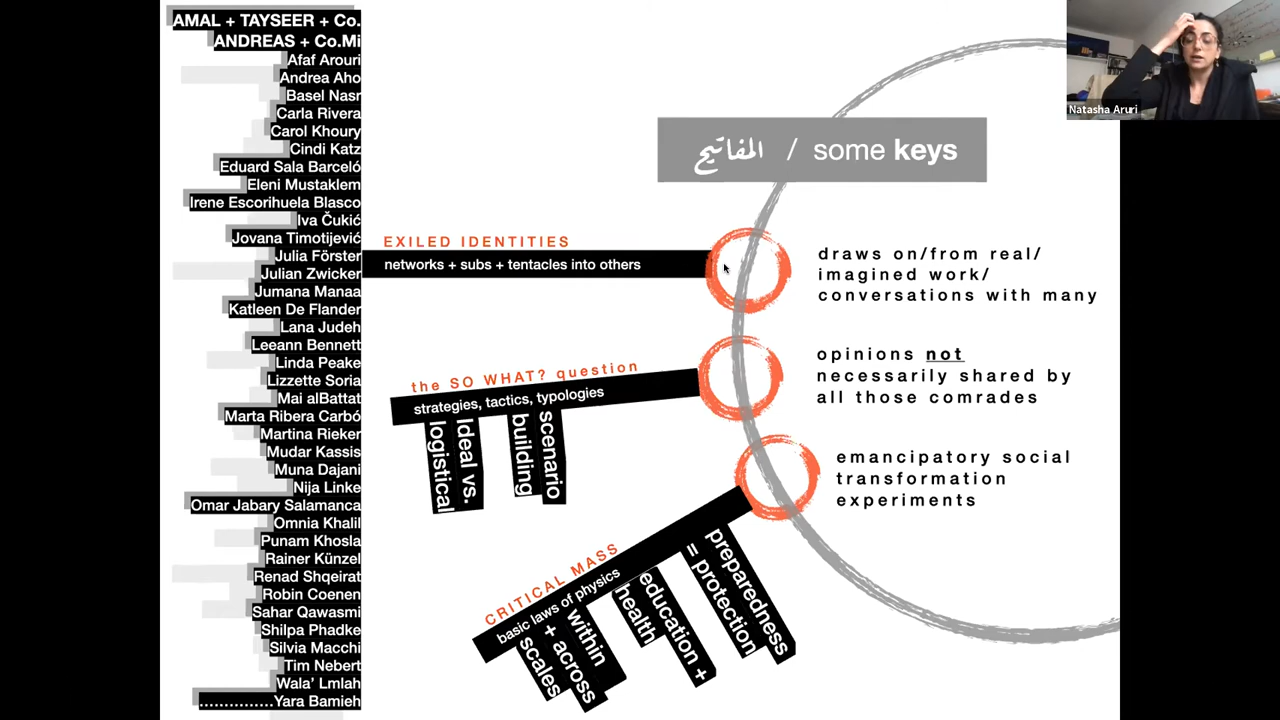 AMAL + TAYSEER + Co.
ANDREAS + Co.Mi
Afaf Arouri
Andrea Aho
Basel Nasr
Carla Rivera
Carol Khoury
Cindi Katz
Eduard Sala Barceló
Eleni Mustaklem
Irene Escorihuela Blasco
Iva Čukić
Jovana Timotijević
Julia Förster
Julian Zwicker
Jumana Manaa
Katleen De Flander
Lana Judeh
Leeann Bennett
Linda Peake
Lizzette Soria
Mai alBattat
Marta Ribera Carbó
Martina Rieker
Mudar Kassis
Muna Dajani
Nija Linke
Omar Jabary Salamanca
Omnia Khalil
Punam Khosla
Rainer Künzel
Renad Shqeirat
Robin Coenen
Sahar Qawasmi
Shilpa Phadke
Silvia Macchi
Tim Nebert
Wala’ Lmlah
...............Yara Bamieh
المفاتيح / some keys
EXILED IDENTITIES
networks + subs + tentacles into others
draws on/from real/
imagined work/
conversations with many
the SO WHAT? question
strategies, tactics, typologies
Ideal vs.
logistical
scenario
building
opinions not
necessarily shared by
all those comrades
CRITICAL MASS
basic laws of physics
within
+ across
scales
education +
health
preparedness
= protection
emancipatory social
transformation
experiments
Natasha Aruri